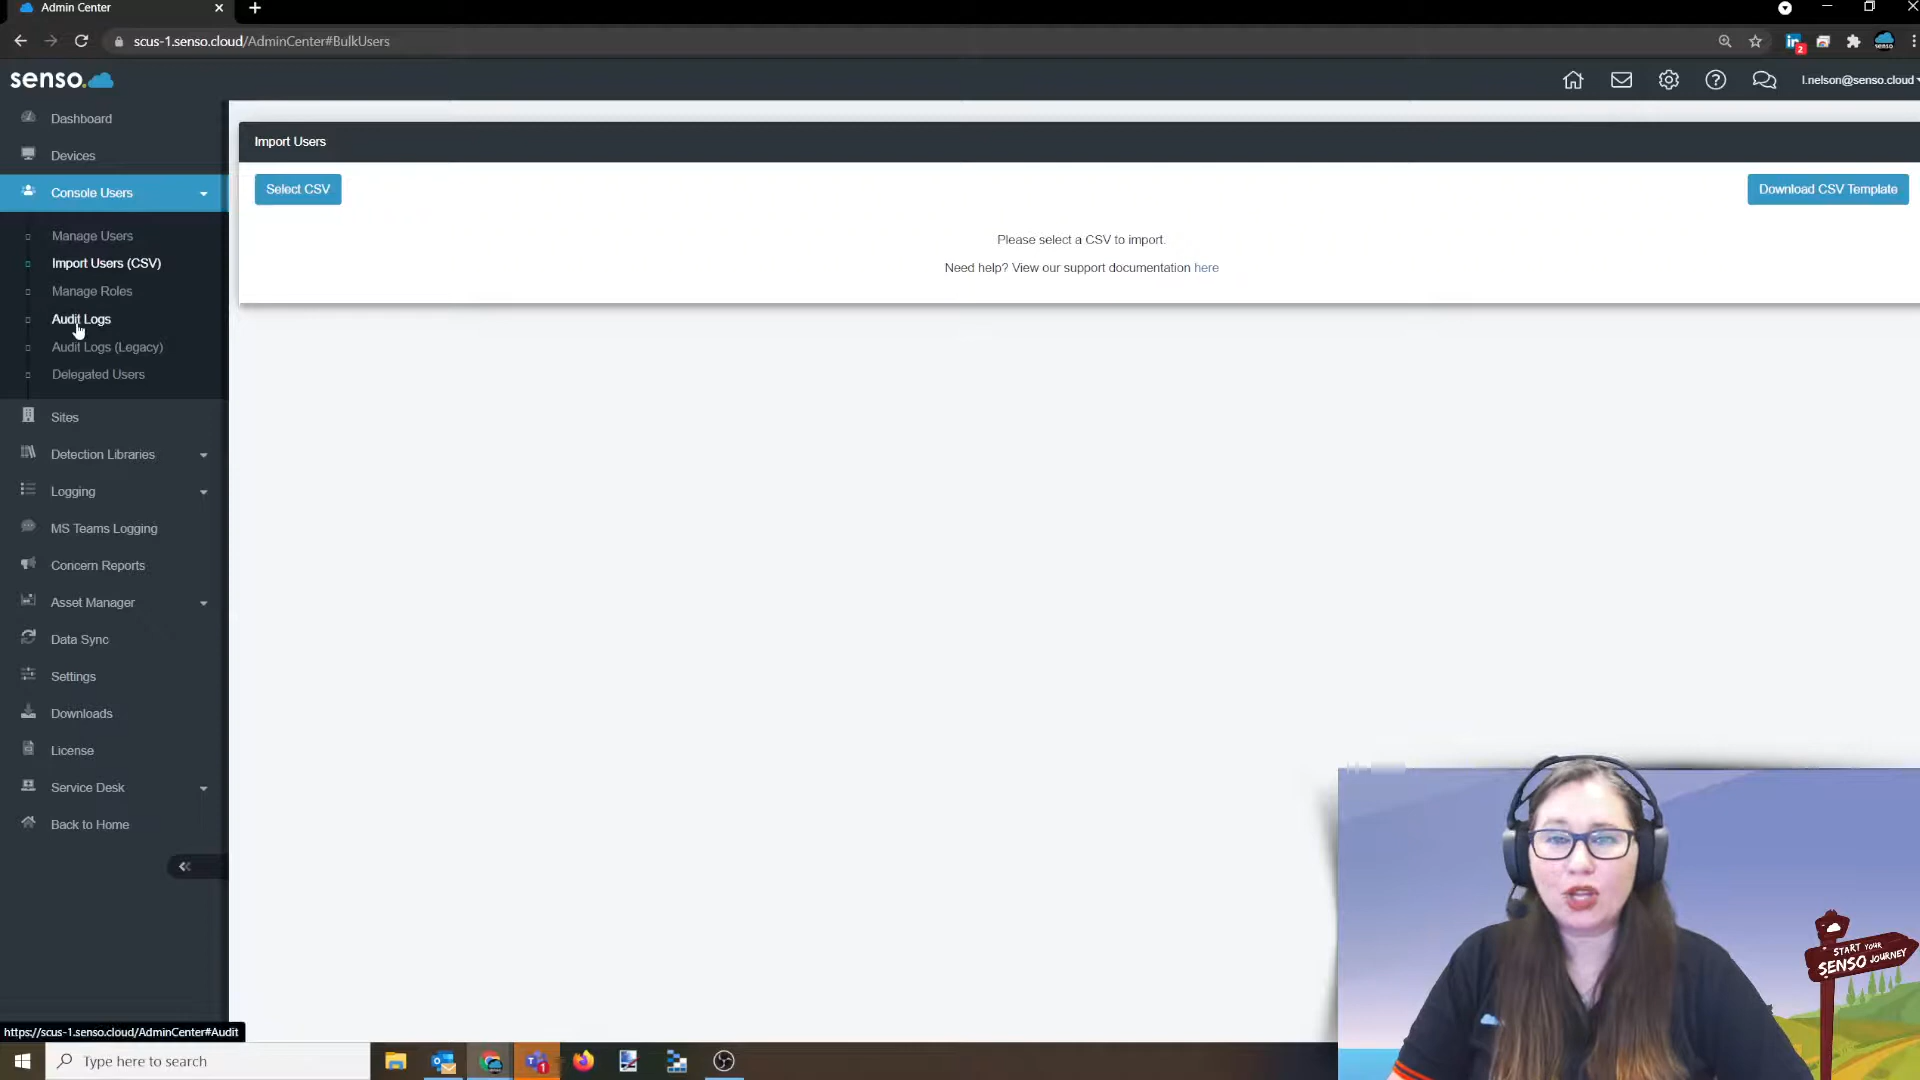 Admin Center
scus-1.senso.cloud/AdminCenter#BulkUsers
2
senso.
senso
l.nelson@senso.cloud
Dashboard
Devices
Console Users
Manage Users
Import Users (CSV)
Manage Roles
Audit Logs
Audit Logs (Legacy)
Delegated Users
Sites
Detection Libraries
Logging
MS Teams Logging
Concern Reports
Asset Manager
Data Sync
Settings
Downloads
License
Service Desk
Back to Home
Import Users
Select CSV
Download CSV Template
Please select a CSV to import.
Need help? View our support documentation here
START YOUR
SENSO JOURNEY
https://scus-1.senso.cloud/AdminCenter#Audit
Type here to search
1